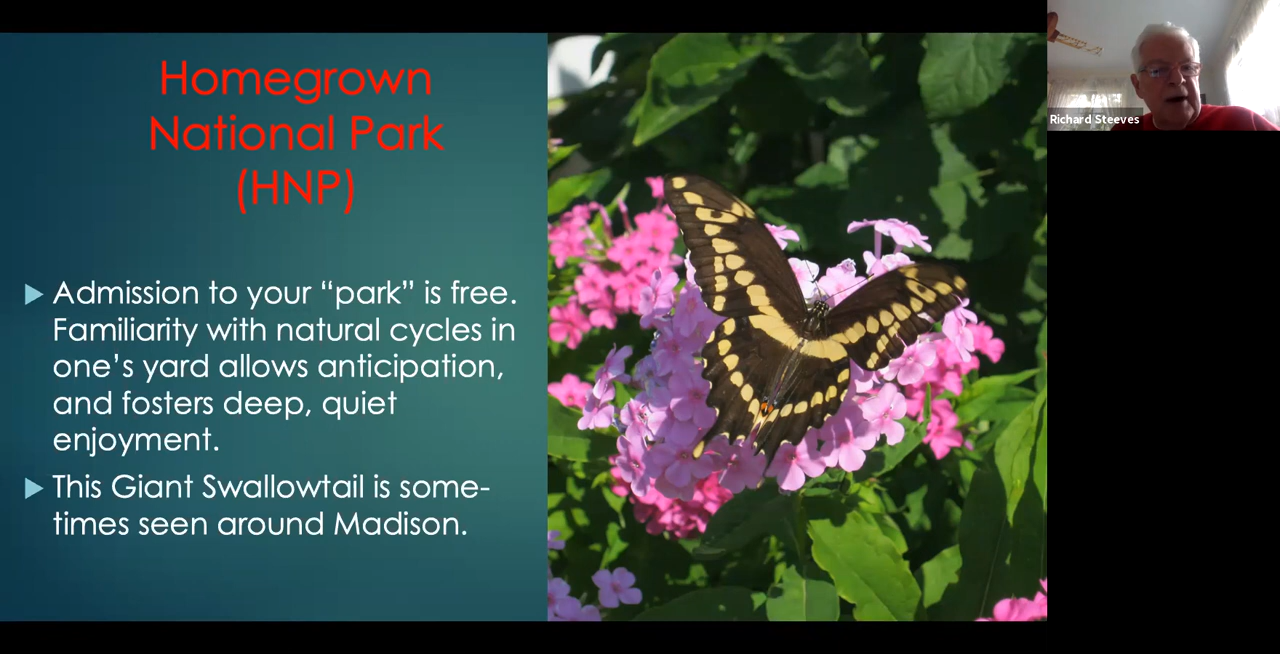 Homegrown
National Park
(HNP)
Admission to your “park” is free.
Familiarity with natural cycles in
one’s yard allows anticipation,
and fosters deep, quiet
enjoyment.
This Giant Swallowtail is some-
times seen around Madison.
Richard Steeves